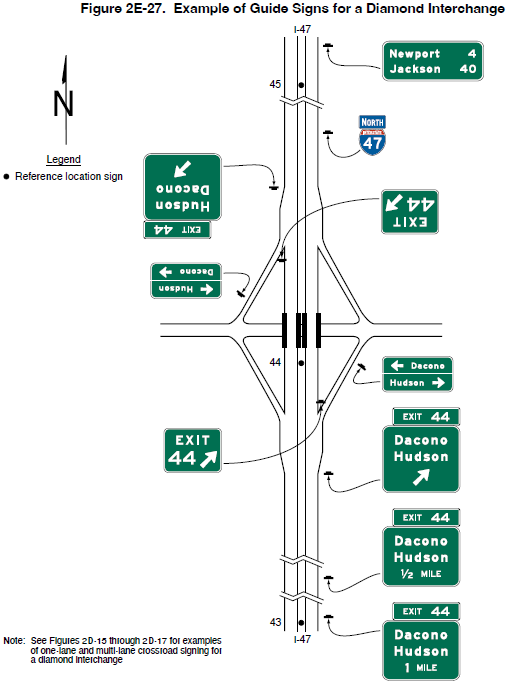 Figure 2E-27. Example of Guide Signs for a Diamond Interchange
I-47
Newport 4
Jackson 40
45
N
NORTH
INTERSTATE
47
Legend
Reference location sign
Dacono
Hudson
EXIT 44
EXIT
44
Dacono
Hudson
44
Dacono
Hudson
EXIT 44
Dacono
Hudson
EXIT
44
EXIT 44
Dacono
Hudson
1/2 MILE
EXIT 44
Dacono
Hudson
1 MILE
43
I-47
Note: See Figures 2D-15 through 2D-17 for examples
of one-lane and multi-lane crossroad signing for
a diamond interchange